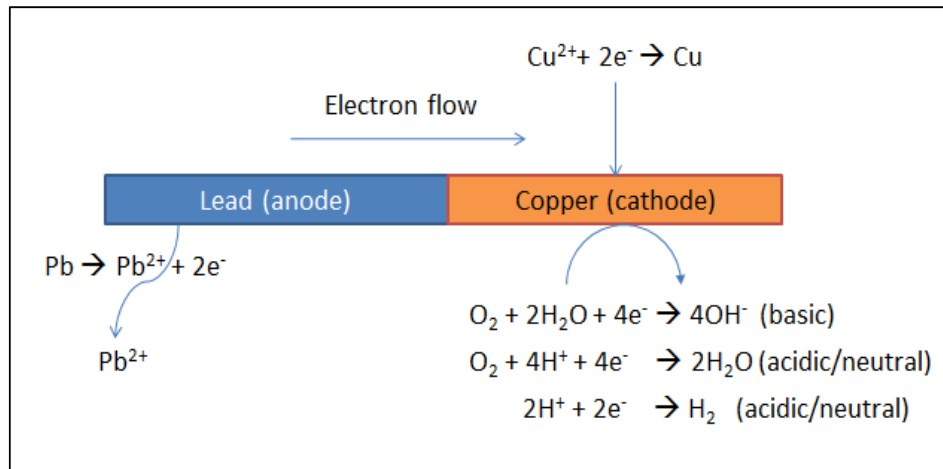 Cu²⁺+ 2e⁻ → Cu
Electron flow
Lead (anode)
Copper (cathode)
Pb → Pb²⁺ + 2e⁻
Pb²⁺
O₂ + 2H₂O + 4e⁻ → 4OH⁻ (basic)
O₂ + 4H⁺ + 4e⁻ → 2H₂O (acidic/neutral)
2H⁺ + 2e⁻ → H₂ (acidic/neutral)